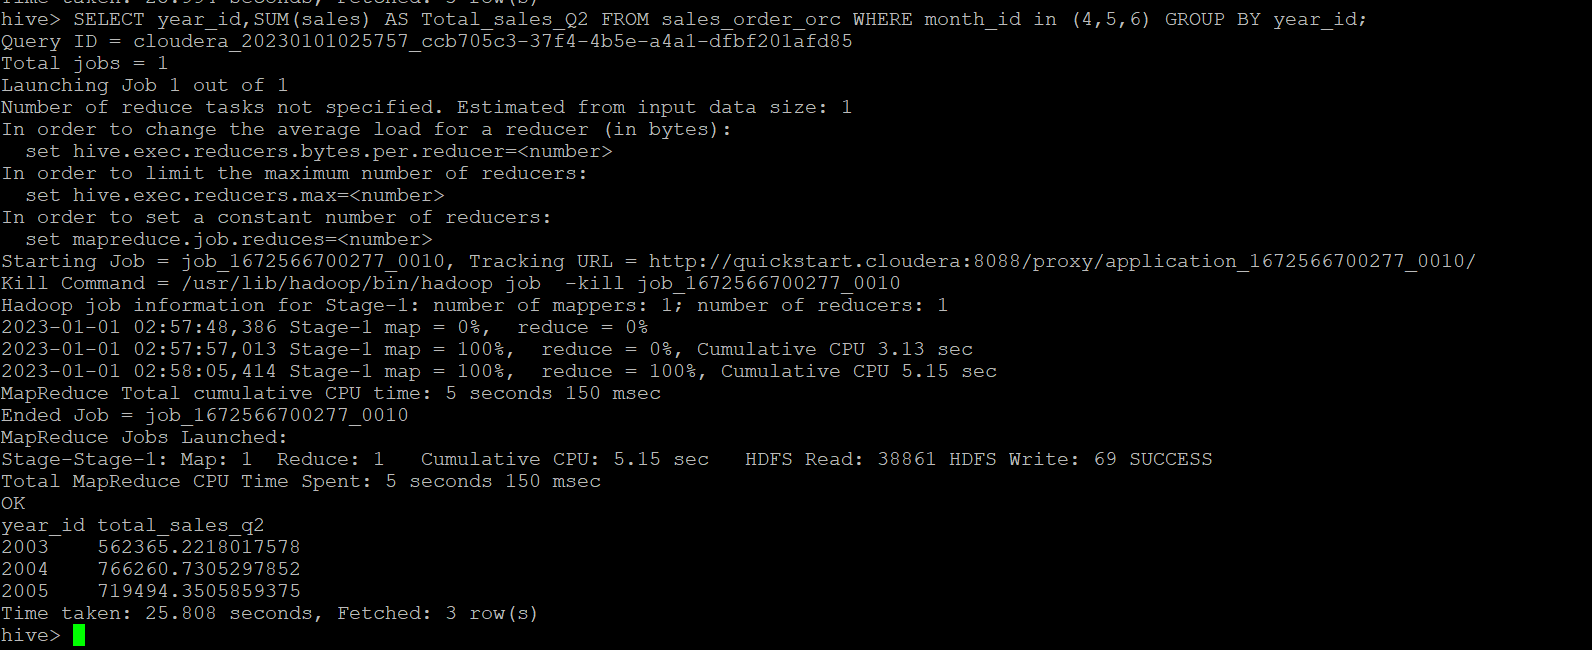 Time taken: 26.994 seconds, Fetched: 3 row(s)
hive> SELECT year_id,SUM(sales) AS Total_sales_Q2 FROM sales_order_orc WHERE month_id in (4,5,6) GROUP BY year_id;
Query ID = cloudera_20230101025757_ccb705c3-37f4-4b5e-a4a1-dfbf201afd85
Total jobs = 1
Launching Job 1 out of 1
Number of reduce tasks not specified. Estimated from input data size: 1
In order to change the average load for a reducer (in bytes):
  set hive.exec.reducers.bytes.per.reducer=<number>
In order to limit the maximum number of reducers:
  set hive.exec.reducers.max=<number>
In order to set a constant number of reducers:
  set mapreduce.job.reduces=<number>
Starting Job = job_1672566700277_0010, Tracking URL = http://quickstart.cloudera:8088/proxy/application_1672566700277_0010/
Kill Command = /usr/lib/hadoop/bin/hadoop job  -kill job_1672566700277_0010
Hadoop job information for Stage-1: number of mappers: 1; number of reducers: 1
2023-01-01 02:57:48,386 Stage-1 map = 0%,  reduce = 0%
2023-01-01 02:57:57,013 Stage-1 map = 100%,  reduce = 0%, Cumulative CPU 3.13 sec
2023-01-01 02:58:05,414 Stage-1 map = 100%,  reduce = 100%, Cumulative CPU 5.15 sec
MapReduce Total cumulative CPU time: 5 seconds 150 msec
Ended Job = job_1672566700277_0010
MapReduce Jobs Launched:
Stage-Stage-1: Map: 1  Reduce: 1   Cumulative CPU: 5.15 sec   HDFS Read: 38861 HDFS Write: 69 SUCCESS
Total MapReduce CPU Time Spent: 5 seconds 150 msec
OK
year_id total_sales_q2
2003    562365.2218017578
2004    766260.7305297852
2005    719494.3505859375
Time taken: 25.808 seconds, Fetched: 3 row(s)
hive>